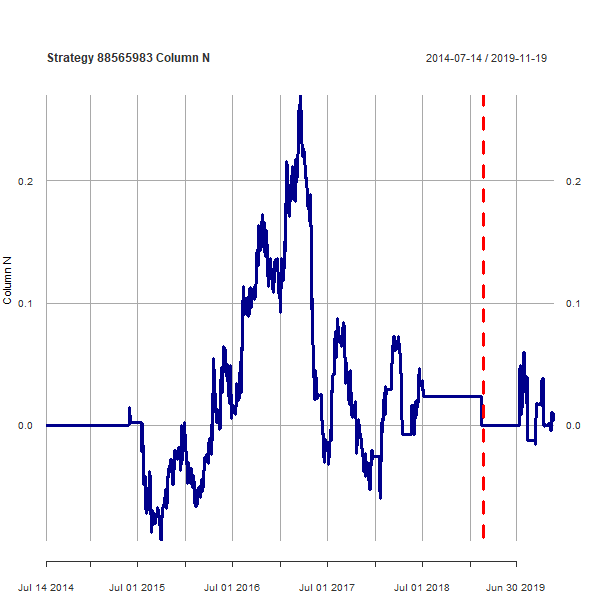 Strategy 88565983 Column N
2014-07-14 / 2019-11-19
0.2
0.2
Column N
0.1
0.1
0.0
0.0
Jul 14 2014
Jul 01 2015
Jul 01 2016
Jul 01 2017
Jul 01 2018
Jun 30 2019